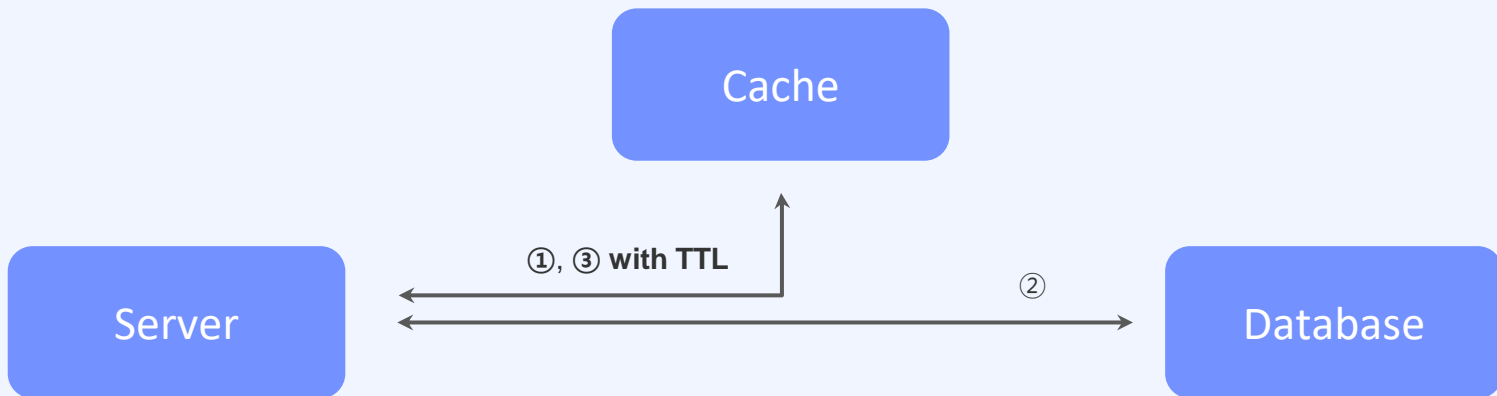 Cache
①, ③ with TTL
②
Server
Database